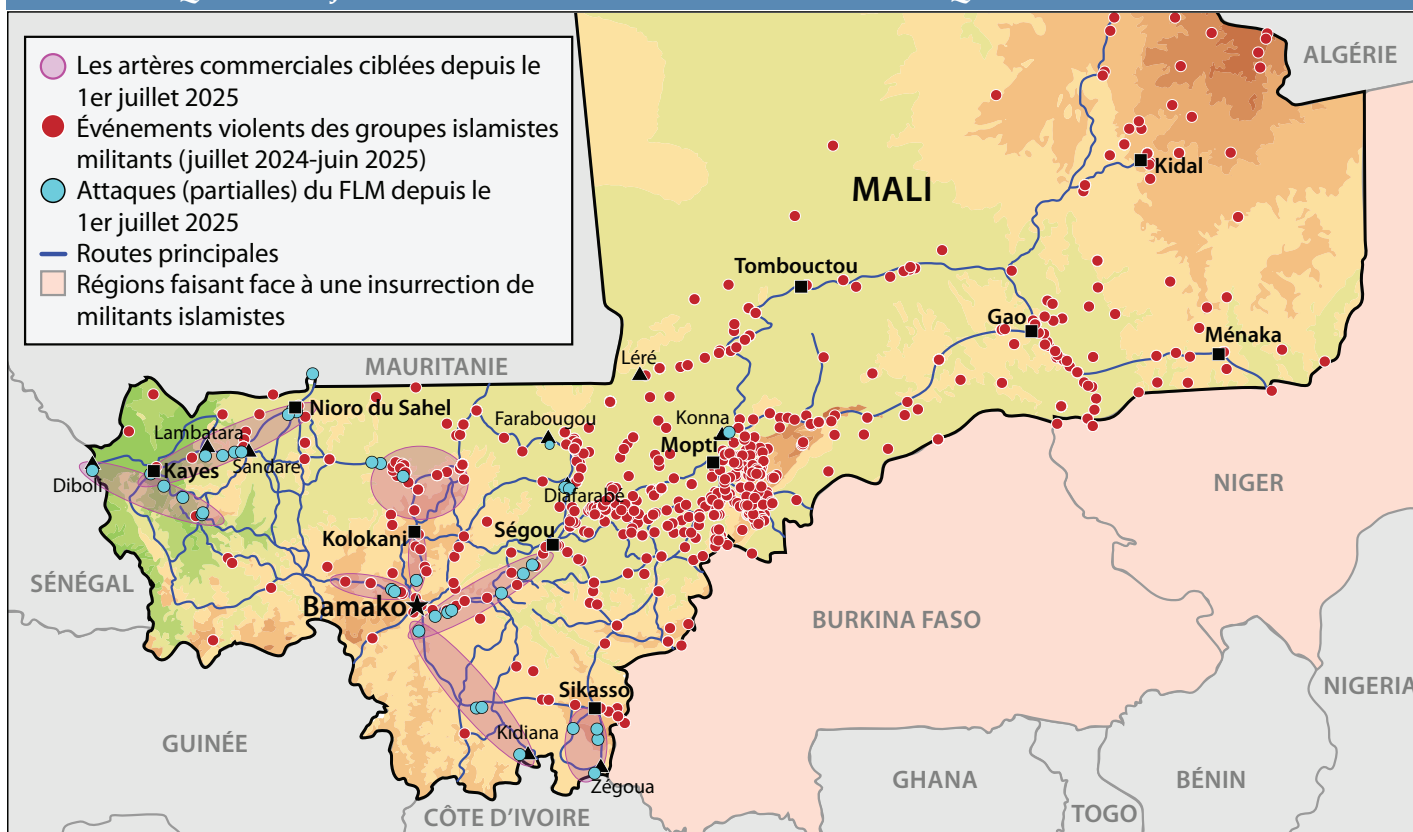 Les artères commerciales ciblées depuis le
1er juillet 2025
Événements violents des groupes islamistes
militants (juillet 2024-juin 2025)
Attaques (partialles) du FLM depuis le
1er juillet 2025
Routes principales
Régions faisant face à une insurrection de
militants islamistes
ALGÉRIE
MALI
Kidal
Tombouctou
Gao
Ménaka
MAURITANIE
Léré
Nioro du Sahel
Farabougou
Konna
Lambatara
Mopti
Sandaré
Kayes
Diboli
Diafarabé
NIGER
Kolokani
Ségou
SÉNÉGAL
Bamako
BURKINA FASO
Sikasso
NIGERIA
Kidiana
GUINÉE
Zégoua
GHANA
BÉNIN
TOGO
CÔTE D'IVOIRE